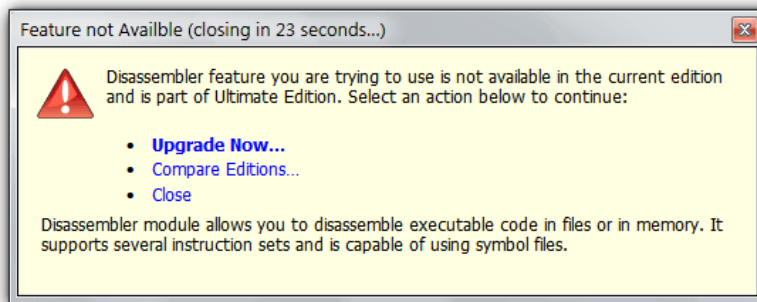 Feature not Availble (closing in 23 seconds...)
Disassembler feature you are trying to use is not available in the current edition
and is part of Ultimate Edition. Select an action below to continue:
• Upgrade Now...
• Compare Editions...
• Close
Disassembler module allows you to disassemble executable code in files or in memory. It
supports several instruction sets and is capable of using symbol files.